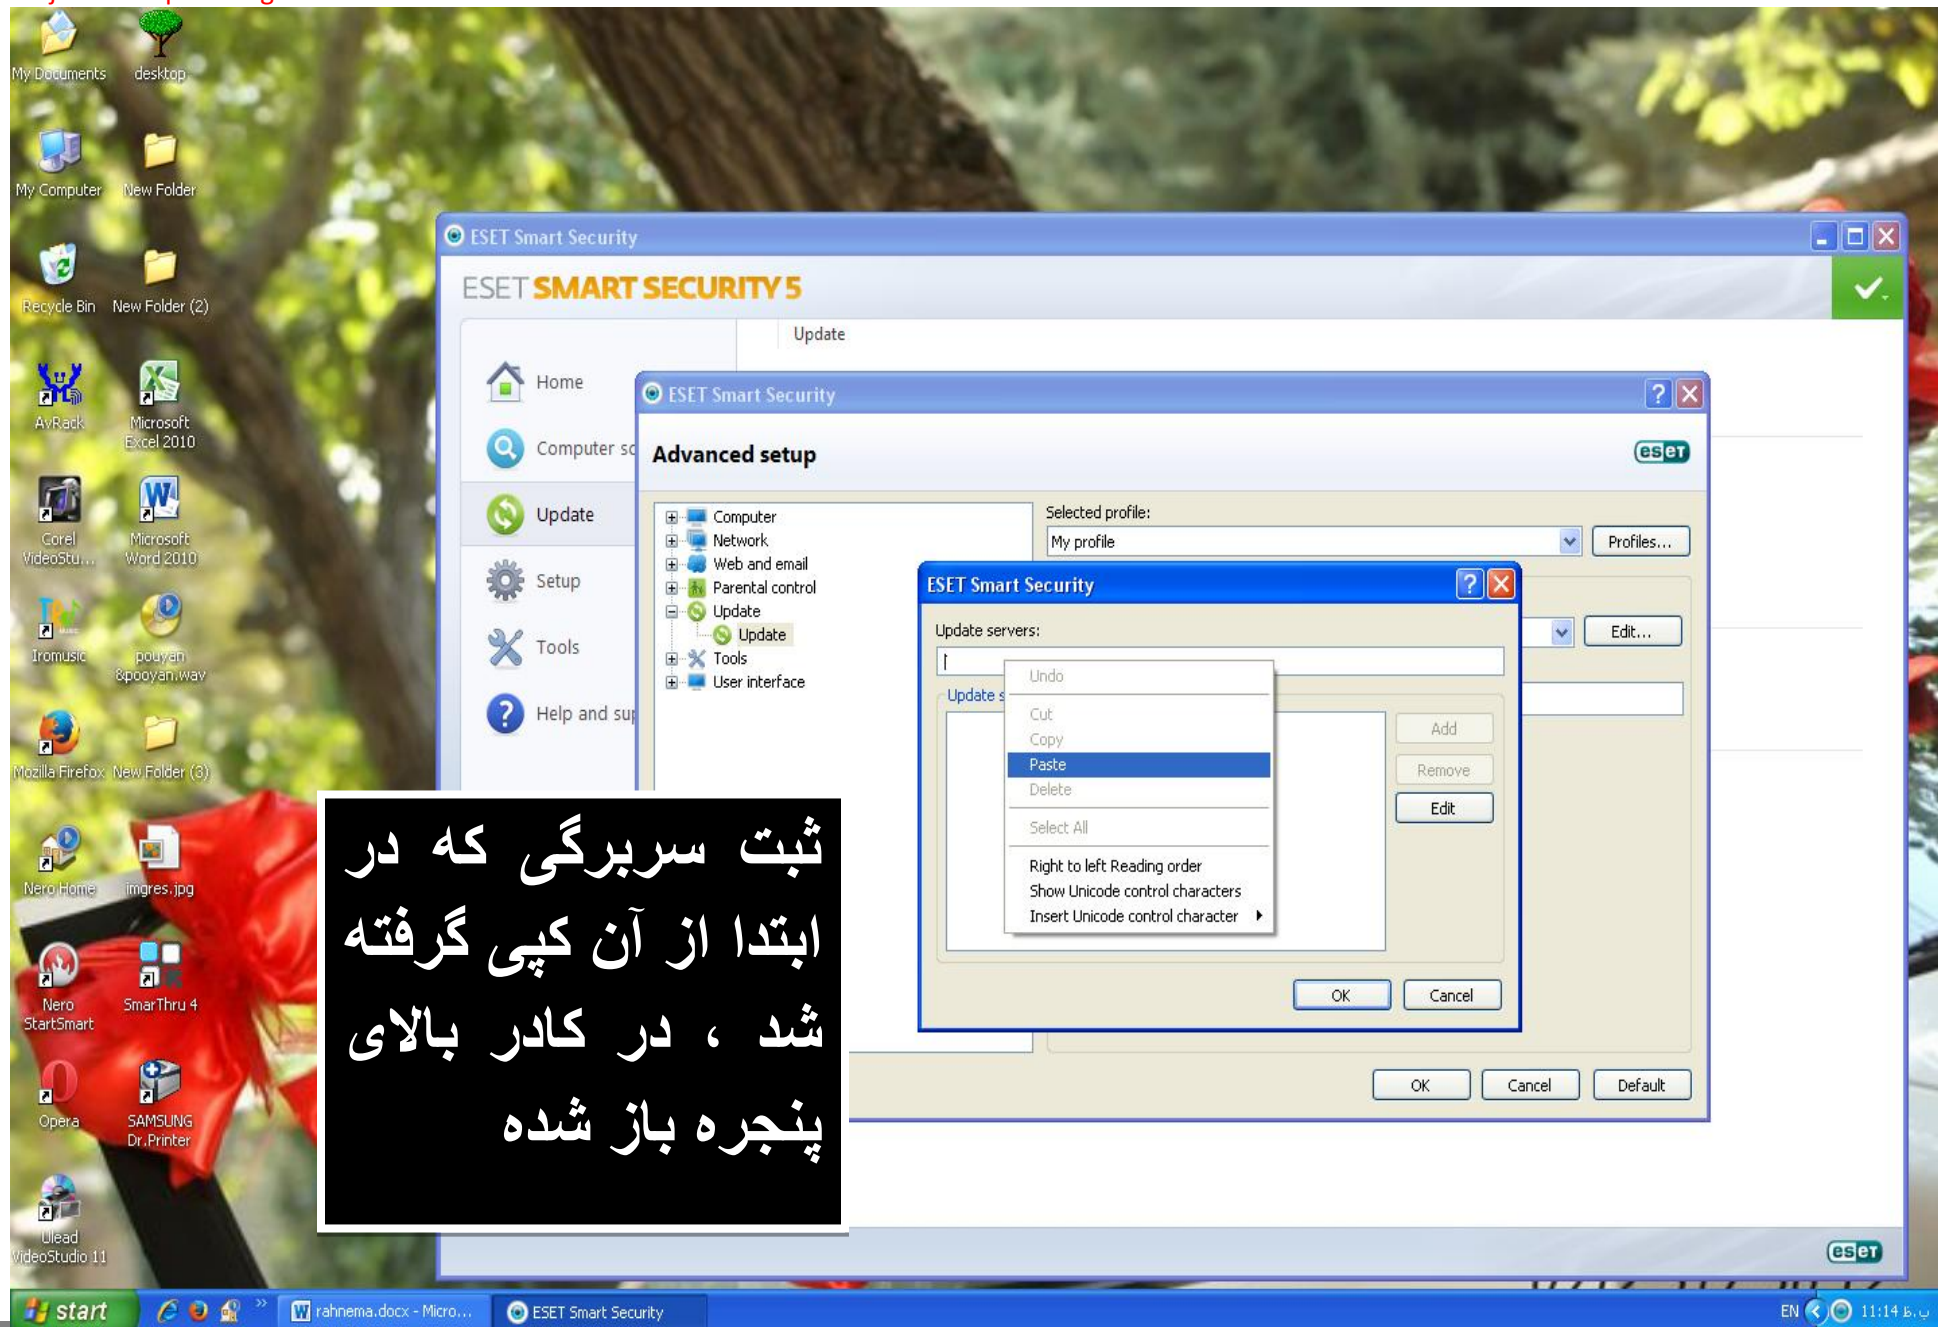 My Documents
desktop
My Computer
New Folder
Recycle Bin
New Folder (2)
AvRack
Microsoft Excel 2010
Corel VideoStu...
Microsoft Word 2010
Iromusic
pouyan &pooyan.wav
Mozilla Firefox
New Folder (3)
Nero Home
imgres.jpg
Nero StartSmart
SmarThru 4
Opera
SAMSUNG Dr.Printer
Ulead VideoStudio 11
ESET Smart Security
ESET SMART SECURITY 5
Update
Home
Computer sc
Update
Setup
Tools
Help and sup
ESET Smart Security
Advanced setup
eset
Computer
Network
Web and email
Parental control
Update
Update
Tools
User interface
Selected profile:
My profile
Profiles...
Edit...
ESET Smart Security
Update servers:
Update s
Undo
Cut
Copy
Paste
Delete
Select All
Right to left Reading order
Show Unicode control characters
Insert Unicode control character
Add
Remove
Edit
OK Cancel
OK Cancel Default
ثبت سربرگی که در
ابتدا از آن کپی گرفته
شد ، در کادر بالای
پنجره باز شده
eset
start
rahnema.docx - Micro...
ESET Smart Security
EN
11:14 ب.ظ